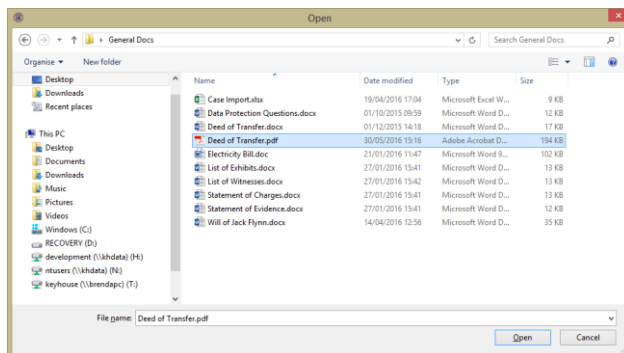 Open
General Docs
Search General Docs
Organise
New folder
Desktop
Downloads
Recent places
This PC
Desktop
Documents
Downloads
Music
Pictures
Videos
Windows (C:)
RECOVERY (D:)
development (\\khdata) (H:)
ntusers (\\khdata) (N:)
keyhouse (\\brendapc) (T:)
Name Date modified Type Size
Case Import.xlsx 19/04/2016 17:04 Microsoft Excel W... 9 KB
Data Protection Questions.docx 01/10/2015 09:59 Microsoft Word D... 12 KB
Deed of Transfer.docx 01/12/2015 14:18 Microsoft Word D... 17 KB
Deed of Transfer.pdf 30/05/2016 15:16 Adobe Acrobat D... 194 KB
Electricity Bill.doc 21/01/2016 11:47 Microsoft Word 9... 102 KB
List of Exhibits.docx 27/01/2016 15:41 Microsoft Word D... 13 KB
List of Witnesses.docx 27/01/2016 15:42 Microsoft Word D... 13 KB
Statement of Charges.docx 27/01/2016 15:41 Microsoft Word D... 13 KB
Statement of Evidence.docx 27/01/2016 15:41 Microsoft Word D... 12 KB
Will of Jack Flynn.docx 14/04/2016 12:56 Microsoft Word D... 35 KB
File name: Deed of Transfer.pdf
Open Cancel